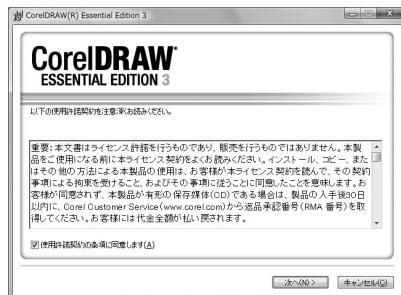 CorelDRAW(R) Essential Edition 3
CorelDRAW®
ESSENTIAL EDITION 3
以下の使用許諾契約を注意深くお読みください。
重要：本文書はライセンス許諾を行うものであり、販売を行うものではありません。本製
品をご使用になる前に本ライセンス契約をよくお読みください。インストール、コピー、また
はその他の方法による本製品の使用は、お客様が本ライセンス契約を読んで、その契約
事項による拘束を受けること、およびその事項に従うことに同意したことを意味します。お
客様が同意されず、本製品が有形の保存媒体(CD)である場合は、製品の入手後30日
以内に、Corel Customer Service(www.corel.com)から返品承認番号(RMA 番号)を取
得してください。お客様には代金全額が払い戻されます。
使用許諾契約の条項に同意します(A)
次へ(N) >
キャンセル(C)